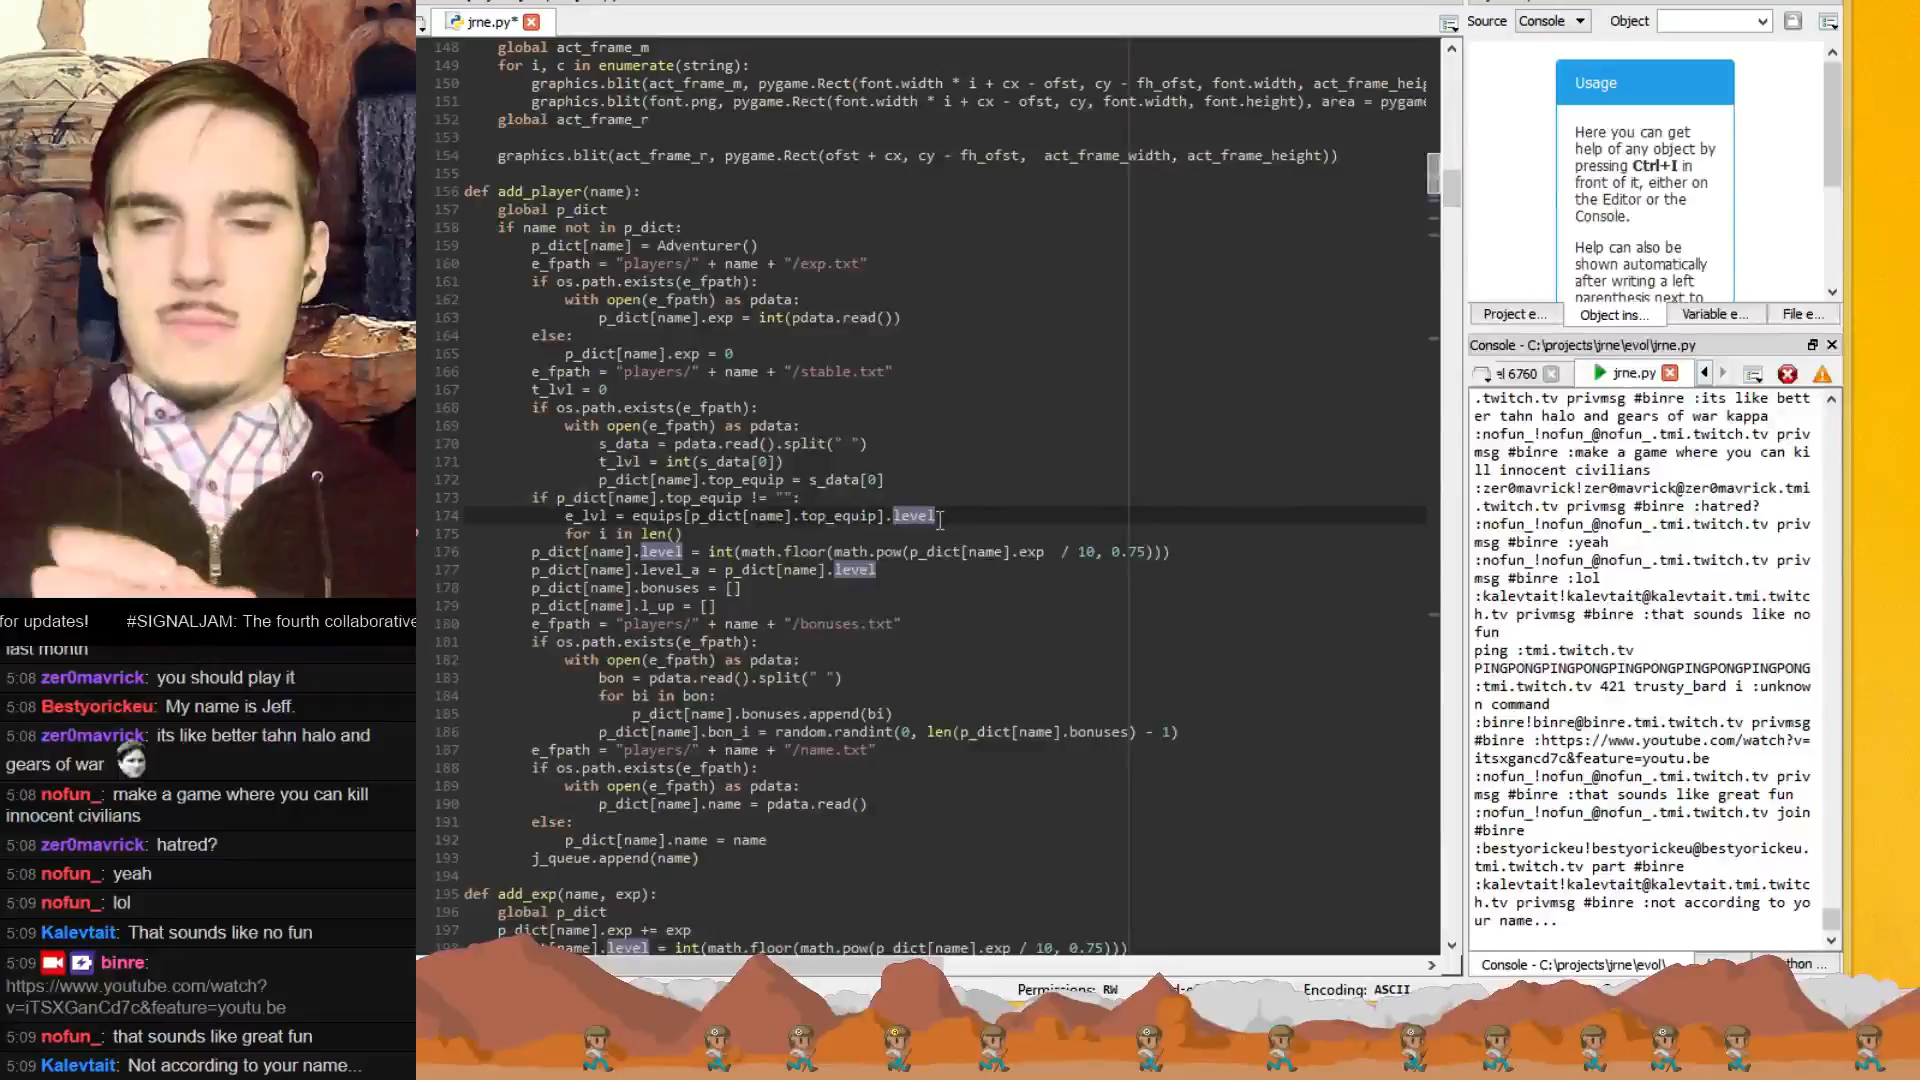 jrne.py*
148 global act_frame_m
149 for i, c in enumerate(string):
150 graphics.blit(act_frame_m, pygame.Rect(font.width * i + cx - ofst, cy - fh_ofst, font.width, act_frame_heig
151 graphics.blit(font.png, pygame.Rect(font.width * i + cx - ofst, cy, font.width, font.height), area = pygame
152 global act_frame_r
153
154 graphics.blit(act_frame_r, pygame.Rect(ofst + cx, cy - fh_ofst, act_frame_width, act_frame_height))
155
156 def add_player(name):
157 global p_dict
158 if name not in p_dict:
159 p_dict[name] = Adventurer()
160 e_fpath = "players/" + name + "/exp.txt"
161 if os.path.exists(e_fpath):
162 with open(e_fpath) as pdata:
163 p_dict[name].exp = int(pdata.read())
164 else:
165 p_dict[name].exp = 0
166 e_fpath = "players/" + name + "/stable.txt"
167 t_lvl = 0
168 if os.path.exists(e_fpath):
169 with open(e_fpath) as pdata:
170 s_data = pdata.read().split(" ")
171 t_lvl = int(s_data[0])
172 p_dict[name].top_equip = s_data[0]
173 if p_dict[name].top_equip != "":
174 e_lvl = equips[p_dict[name].top_equip].level
175 for i in len()
176 p_dict[name].level = int(math.floor(math.pow(p_dict[name].exp / 10, 0.75)))
177 p_dict[name].level_a = p_dict[name].level
178 p_dict[name].bonuses = []
179 p_dict[name].l_up = []
180 e_fpath = "players/" + name + "/bonuses.txt"
181 if os.path.exists(e_fpath):
182 with open(e_fpath) as pdata:
183 bon = pdata.read().split(" ")
184 for bi in bon:
185 p_dict[name].bonuses.append(bi)
186 p_dict[name].bon_i = random.randint(0, len(p_dict[name].bonuses) - 1)
187 e_fpath = "players/" + name + "/name.txt"
188 if os.path.exists(e_fpath):
189 with open(e_fpath) as pdata:
190 p_dict[name].name = pdata.read()
191 else:
192 p_dict[name].name = name
193 j_queue.append(name)
194
195 def add_exp(name, exp):
196 global p_dict
197 p_dict[name].exp += exp
[name].level = int(math.floor(math.pow(p_dict[name].exp / 10, 0.75)))
Permissions: RW
Encoding: ASCII
Source Console Object
Usage
Here you can get
help of any object by
pressing Ctrl+I in
front of it, either on
the Editor or the
Console.
Help can also be
shown automatically
after writing a left
parenthesis next to
Project e... Object ins... Variable e... File e...
Console - C:\projects\jrne\evol\jrne.py
el 6760 jrne.py
.twitch.tv privmsg #binre :its like bett
er tahn halo and gears of war kappa
:nofun_!nofun_@nofun_.tmi.twitch.tv priv
msg #binre :make a game where you can ki
ll innocent civilians
:zer0mavrick!zer0mavrick@zer0mavrick.tmi
.twitch.tv privmsg #binre :hatred?
:nofun_!nofun_@nofun_.tmi.twitch.tv priv
msg #binre :yeah
:nofun_!nofun_@nofun_.tmi.twitch.tv priv
msg #binre :lol
:kalevtait!kalevtait@kalevtait.tmi.twitc
h.tv privmsg #binre :that sounds like no
fun
ping :tmi.twitch.tv
PINGPONGPINGPONGPINGPONGPINGPONGPINGPONG
:tmi.twitch.tv 421 trusty_bard i :unknow
n command
:binre!binre@binre.tmi.twitch.tv privmsg
#binre :https://www.youtube.com/watch?v=
itsxgancd7c&feature=youtu.be
:nofun_!nofun_@nofun_.tmi.twitch.tv priv
msg #binre :that sounds like great fun
:nofun_!nofun_@nofun_.tmi.twitch.tv join
#binre
:bestyorickeu!bestyorickeu@bestyorickeu.
tmi.twitch.tv part #binre
:kalevtait!kalevtait@kalevtait.tmi.twitc
h.tv privmsg #binre :not according to yo
ur name...
Console - C:\projects\jrne\evol\
for updates! #SIGNALJAM: The fourth collaborative
last month
5:08 zer0mavrick: you should play it
5:08 Bestyorickeu: My name is Jeff.
5:08 zer0mavrick: its like better tahn halo and
gears of war
5:08 nofun_: make a game where you can kill
innocent civilians
5:08 zer0mavrick: hatred?
5:08 nofun_: yeah
5:09 nofun_: lol
5:09 Kalevtait: That sounds like no fun
5:09 binre:
https://www.youtube.com/watch?
v=iTSXGanCd7c&feature=youtu.be
5:09 nofun_: that sounds like great fun
5:09 Kalevtait: Not according to your name...